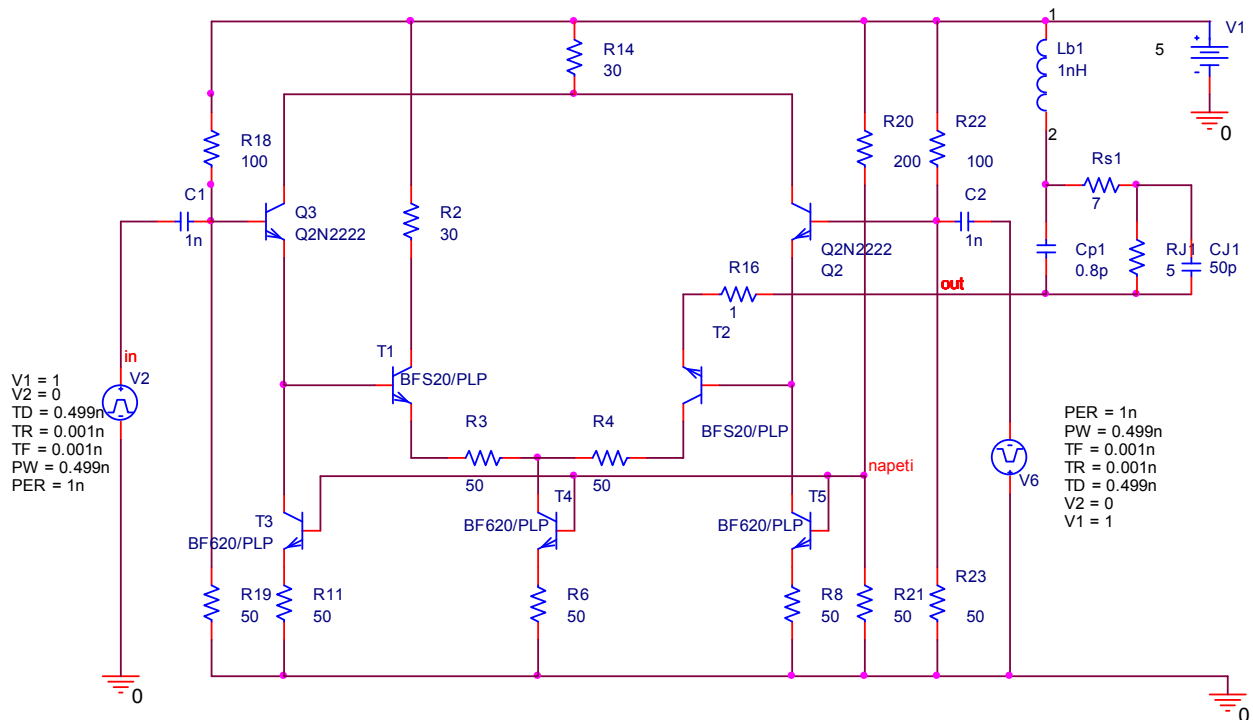 1
V1
5
0
Lb1
1nH
2
R14
30
R18
100
R20
200
R22
100
Rs1
7
C1
1n
Q3
Q2N2222
R2
30
C2
1n
Q2N2222
Q2
Cp1
0.8p
RJ1
5
CJ1
50p
R16
1
out
T2
in
V2
V1 = 1
V2 = 0
TD = 0.499n
TR = 0.001n
TF = 0.001n
PW = 0.499n
PER = 1n
T1
BFS20/PLP
BFS20/PLP
R3
50
R4
50
PER = 1n
PW = 0.499n
TF = 0.001n
TR = 0.001n
TD = 0.499n
V2 = 0
V1 = 1
V6
napeti
T3
BF620/PLP
T4
BF620/PLP
T5
BF620/PLP
R19
50
R11
50
R6
50
R8
50
R21
50
R23
50
0
0